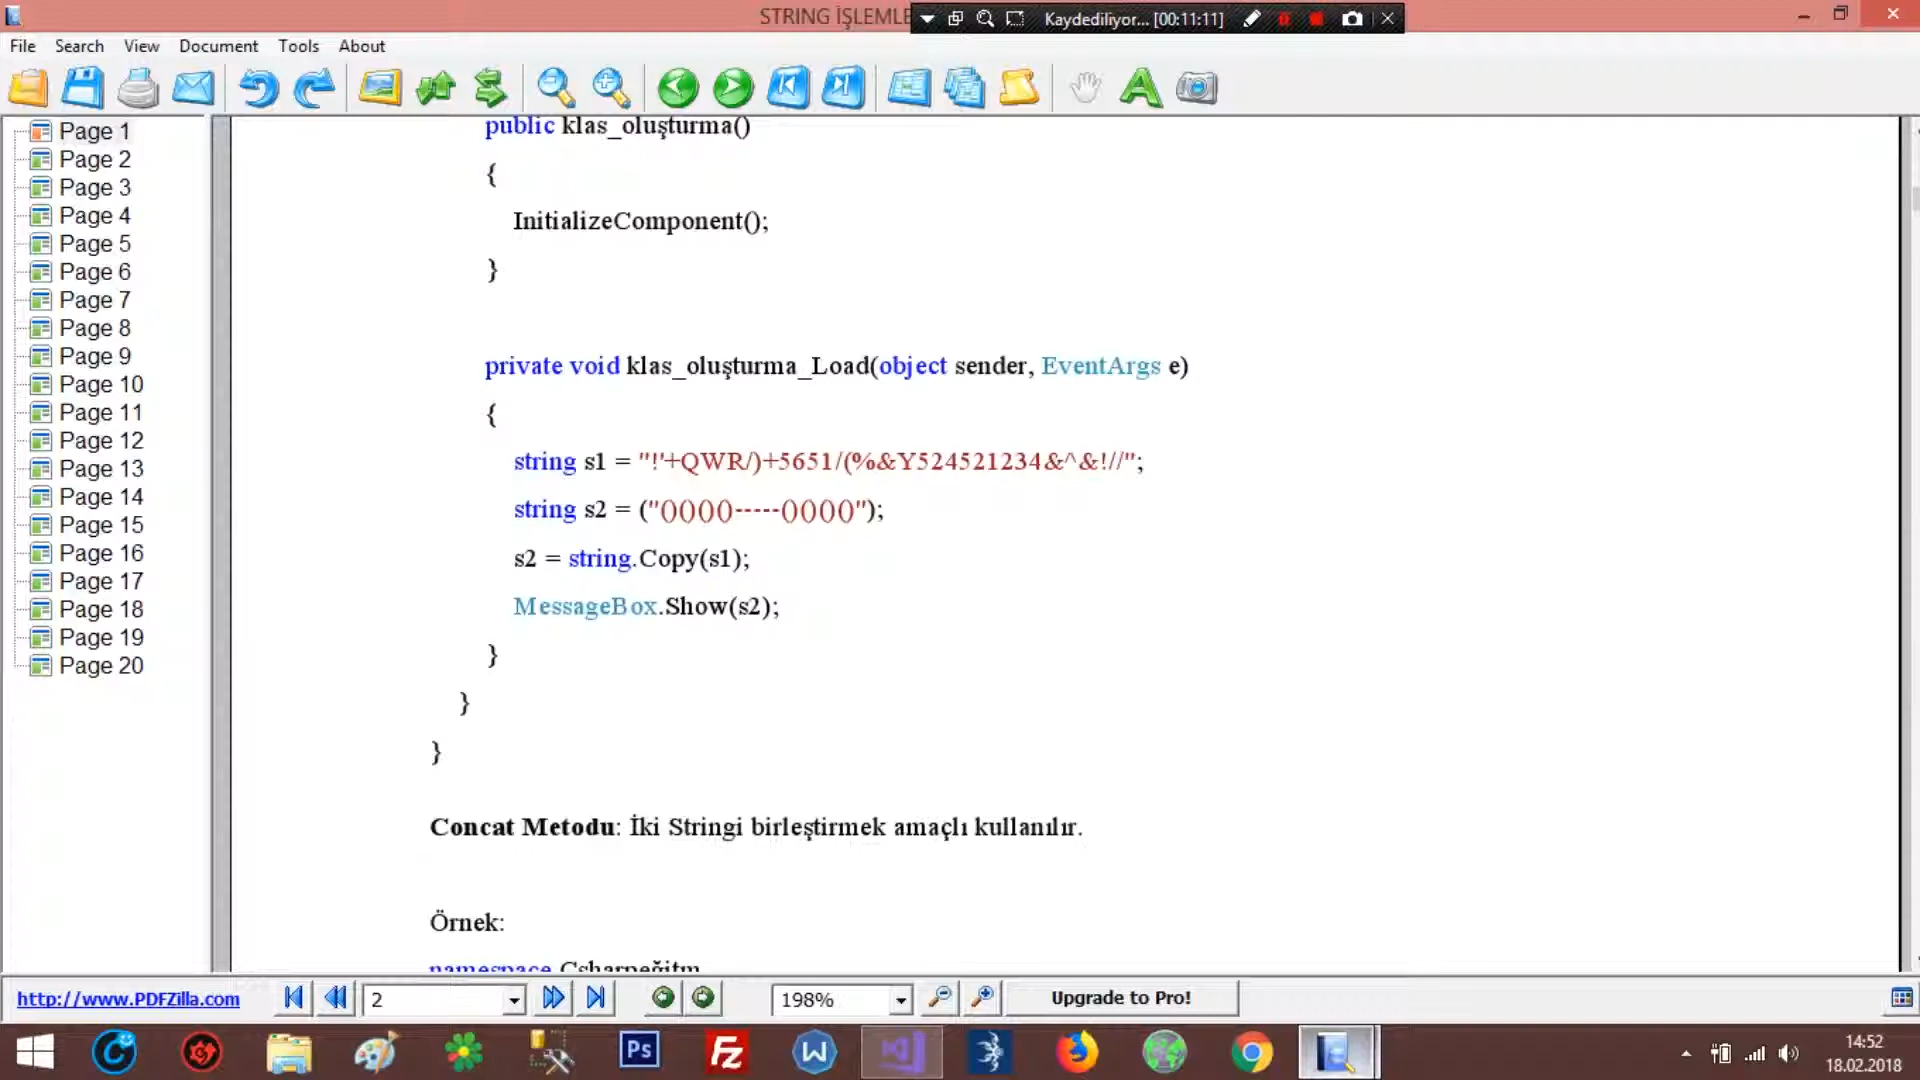 STRING İŞLEMLE
Kaydediliyor... [00:11:11]
File Search View Document Tools About
Page 1
Page 2
Page 3
Page 4
Page 5
Page 6
Page 7
Page 8
Page 9
Page 10
Page 11
Page 12
Page 13
Page 14
Page 15
Page 16
Page 17
Page 18
Page 19
Page 20
public klas_oluşturma()
{
InitializeComponent();
}
private void klas_oluşturma_Load(object sender, EventArgs e)
{
string s1 = "!'+QWR/)+5651/(%&Y524521234&^&!//";
string s2 = ("()()()()-----()()()()");
s2 = string.Copy(s1);
MessageBox.Show(s2);
}
}
}
Concat Metodu: İki Stringi birleştirmek amaçlı kullanılır.
Örnek:
namespace Csharpeğitm
http://www.PDFZilla.com
2
198%
Upgrade to Pro!
Ps
Fz
W
14:52
18.02.2018